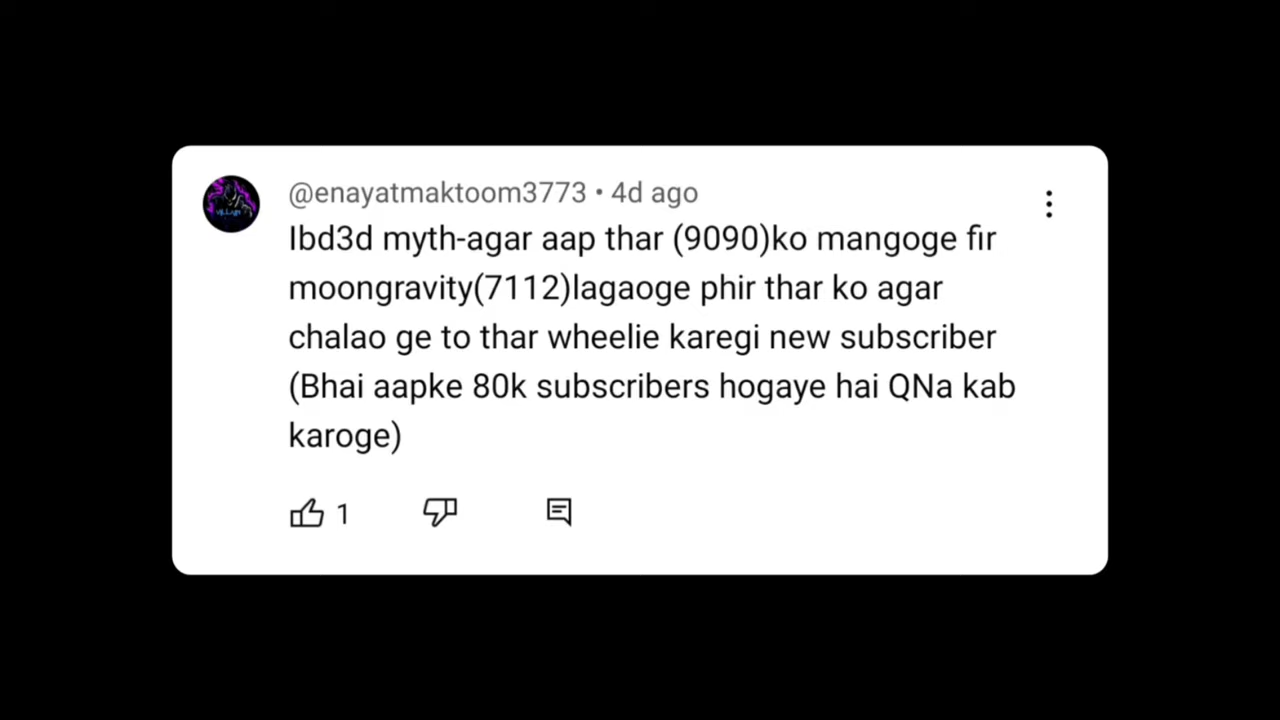 @enayatmaktoom3773 • 4d ago
Ibd3d myth-agar aap thar (9090)ko mangoge fir
moongravity(7112)lagaoge phir thar ko agar
chalao ge to thar wheelie karegi new subscriber
(Bhai aapke 80k subscribers hogaye hai QNa kab
karoge)
1